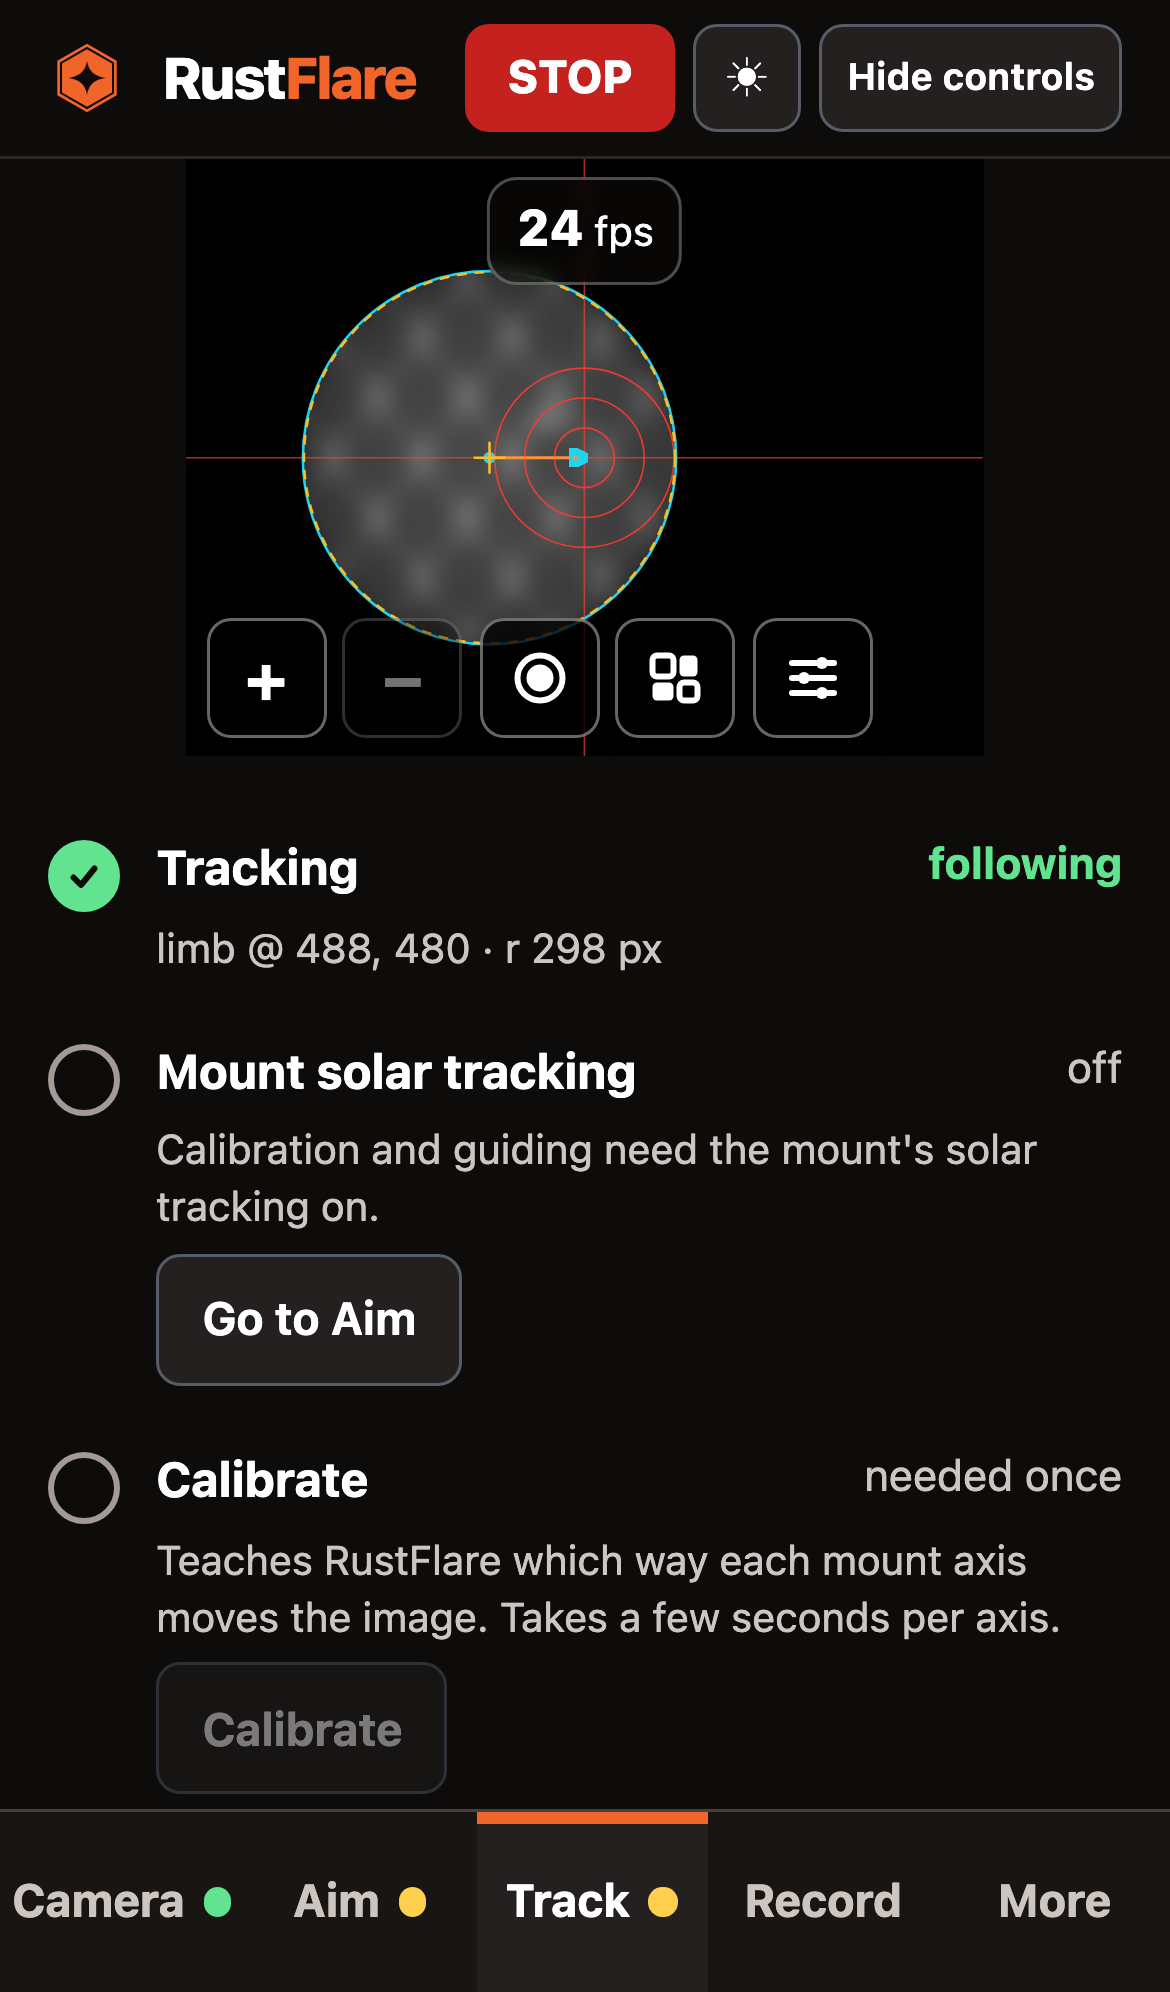 RustFlare
STOP
Hide controls
24 fps
Tracking
following
limb @ 488, 480 · r 298 px
Mount solar tracking
off
Calibration and guiding need the mount's solar
tracking on.
Go to Aim
Calibrate
needed once
Teaches RustFlare which way each mount axis
moves the image. Takes a few seconds per axis.
Calibrate
Camera
Aim
Track
Record
More